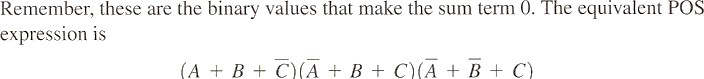 Remember, these are the binary values that make the sum term 0. The equivalent POS
expression is
(A + B + C̅)(A̅ + B + C)(A̅ + B̅ + C)